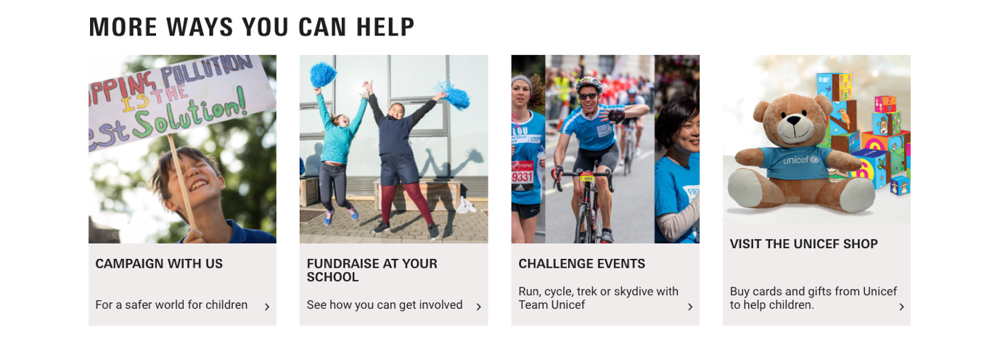 MORE WAYS YOU CAN HELP
PPING POLLUTION
IS THE
est Solution!
9331
unicef
CAMPAIGN WITH US
For a safer world for children
FUNDRAISE AT YOUR
SCHOOL
See how you can get involved
CHALLENGE EVENTS
Run, cycle, trek or skydive with
Team Unicef
VISIT THE UNICEF SHOP
Buy cards and gifts from Unicef
to help children.